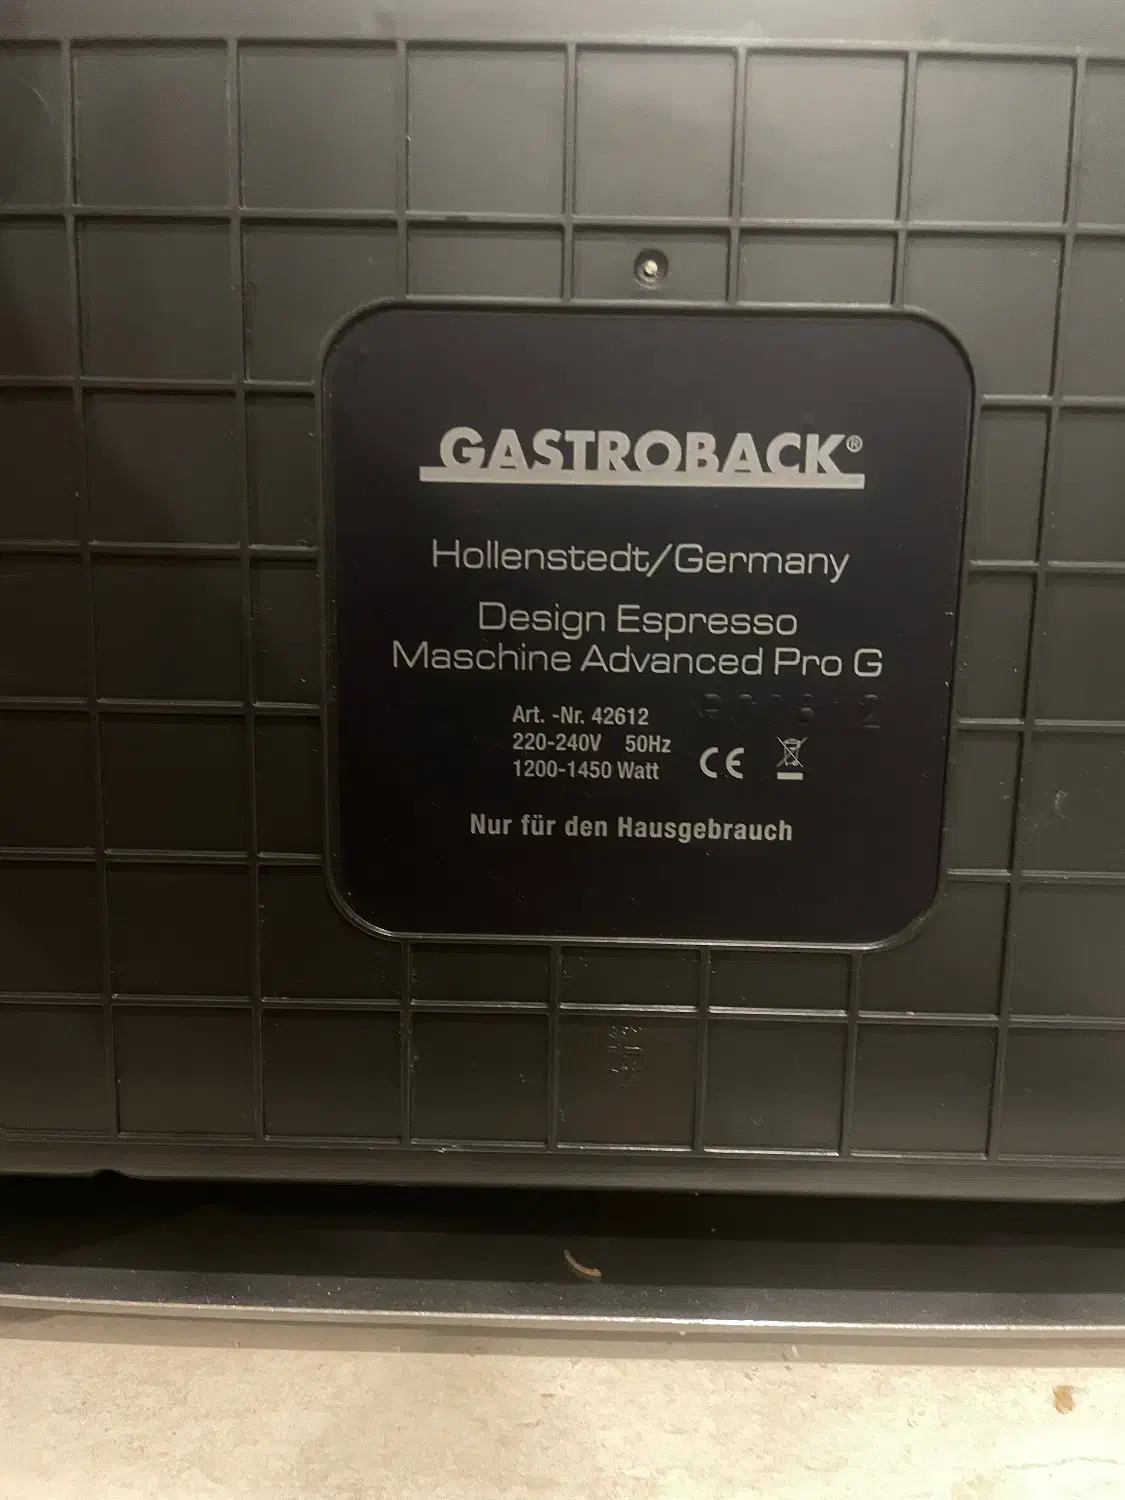 GASTROBACK®
Hollenstedt/Germany
Design Espresso
Maschine Advanced Pro G
Art. -Nr. 42612
220-240V 50Hz
1200-1450 Watt
CE
Nur für den Hausgebrauch